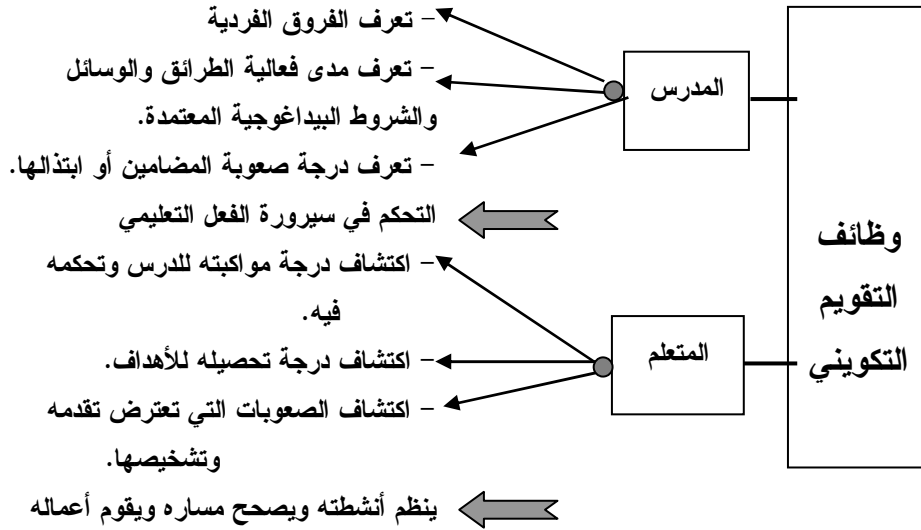 وظائف
التقويم
التكويني
المدرس
– تعرف الفروق الفردية
– تعرف مدى فعالية الطرائق والوسائل
والشروط البيداغوجية المعتمدة.
– تعرف درجة صعوبة المضامين أو ابتذالها.
التحكم في سيرورة الفعل التعليمي
المتعلم
– اكتشاف درجة مواكبته للدرس وتحكمه
فيه.
– اكتشاف درجة تحصيله للأهداف.
– اكتشاف الصعوبات التي تعترض تقدمه
وتشخيصها.
ينظم أنشطته ويصحح مساره ويقوم أعماله